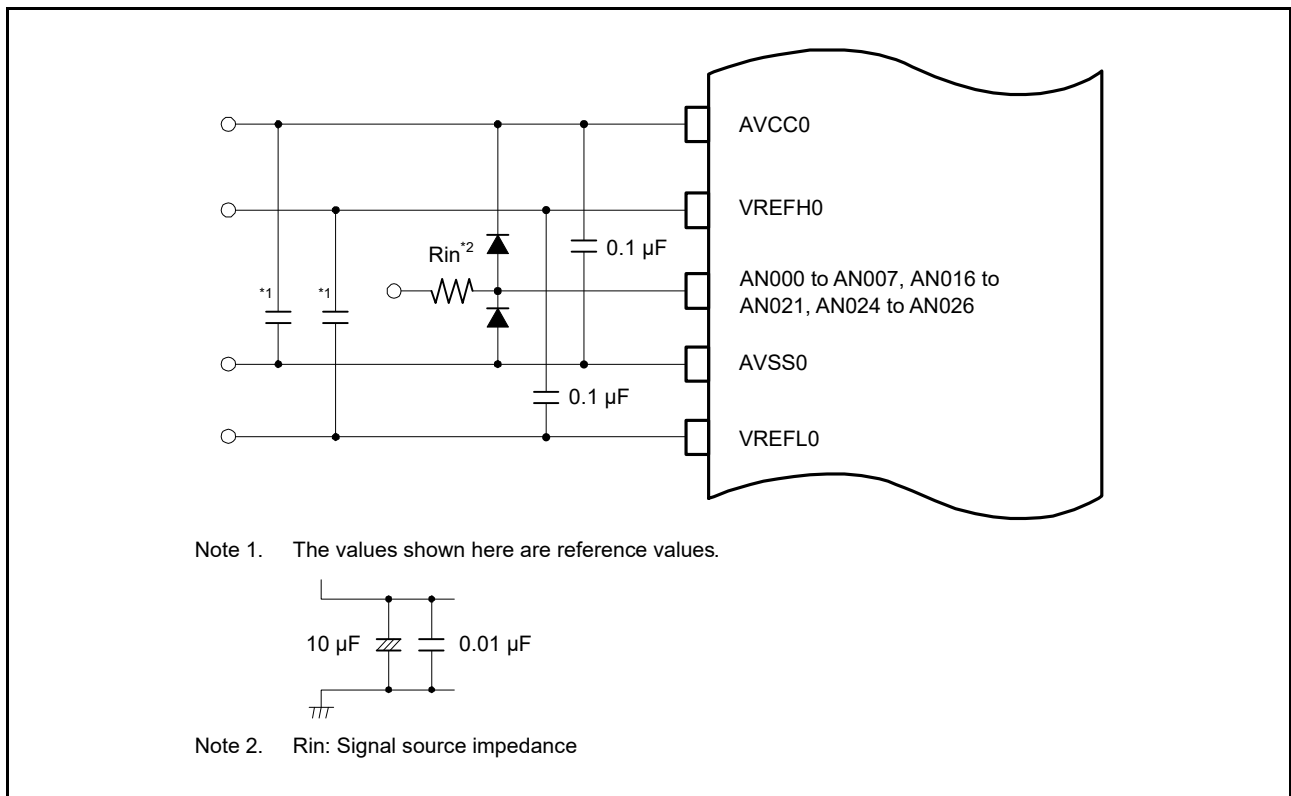 AVCC0
VREFH0
Rin*2
0.1 µF
*1
*1
AN000 to AN007, AN016 to
AN021, AN024 to AN026
AVSS0
0.1 µF
VREFL0
Note 1. The values shown here are reference values.
10 µF
0.01 µF
Note 2. Rin: Signal source impedance